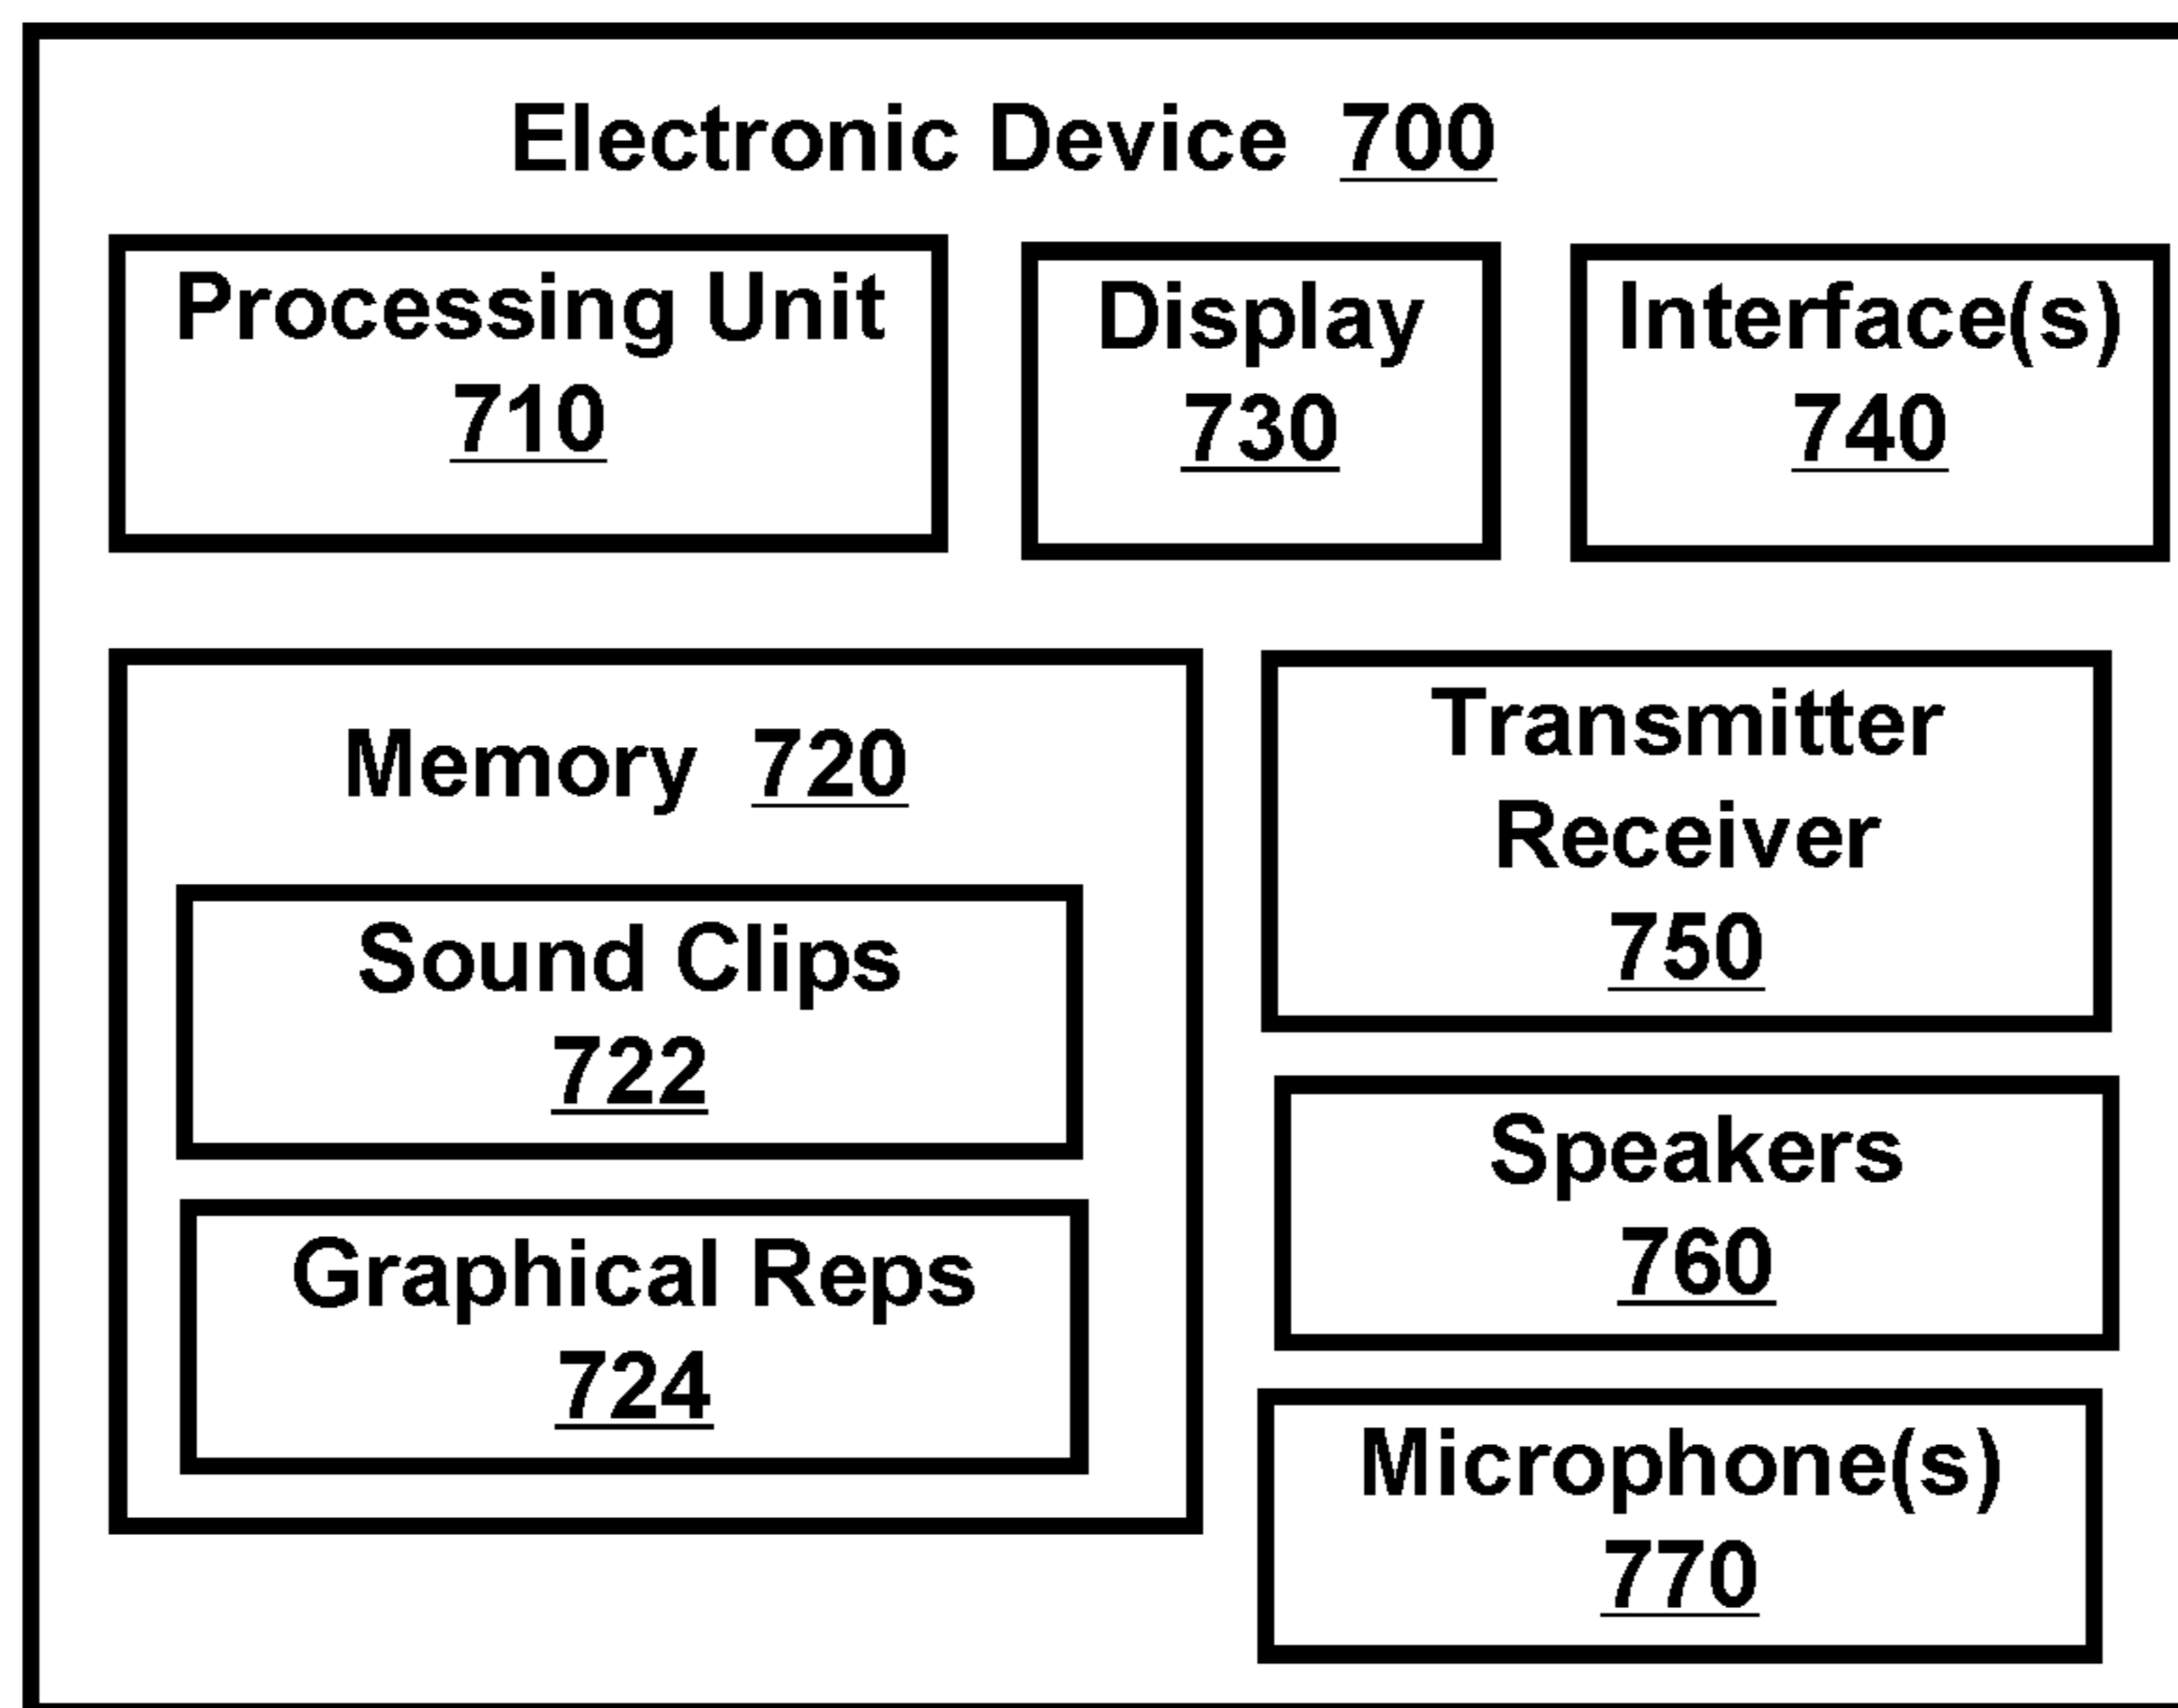 Electronic Device 700
Processing Unit
710
Display
730
Interface(s)
740
Memory 720
Sound Clips
722
Graphical Reps
724
Transmitter
Receiver
750
Speakers
760
Microphone(s)
770